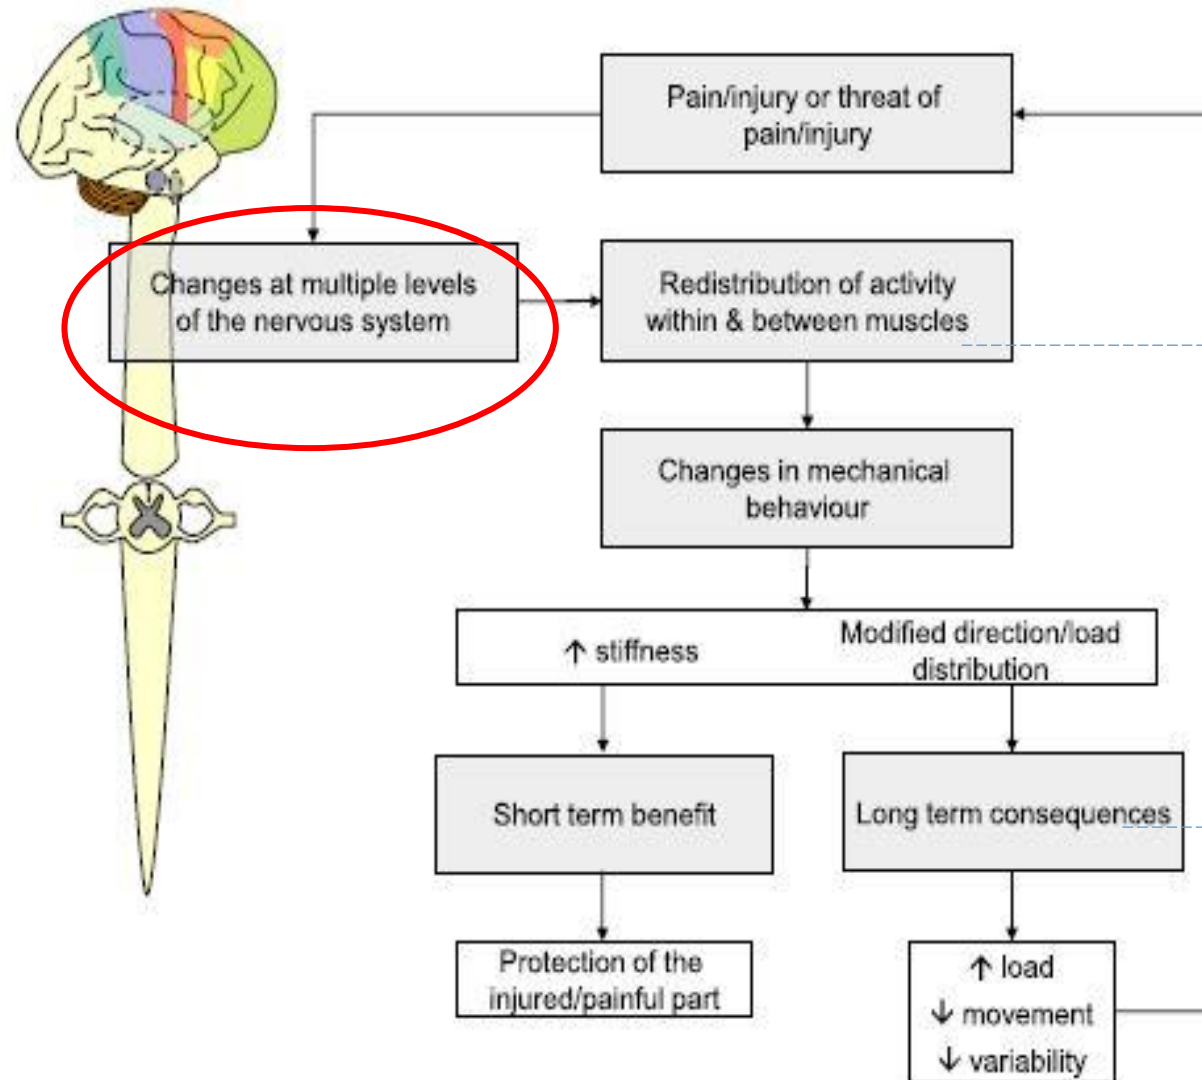 Pain/injury or threat of
pain/injury
Changes at multiple levels
of the nervous system
Redistribution of activity
within & between muscles
Changes in mechanical
behaviour
↑ stiffness
Modified direction/load
distribution
Short term benefit
Long term consequences
Protection of the
injured/painful part
↑ load
↓ movement
↓ variability